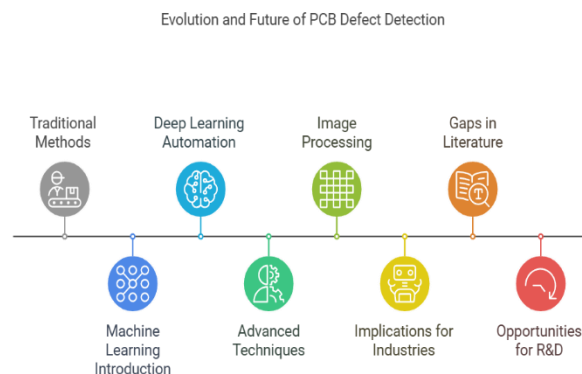 Evolution and Future of PCB Defect Detection
Traditional
Methods
Deep Learning
Automation
Image
Processing
Gaps in
Literature
T
Machine
Learning
Introduction
Advanced
Techniques
Implications for
Industries
Opportunities
for R&D